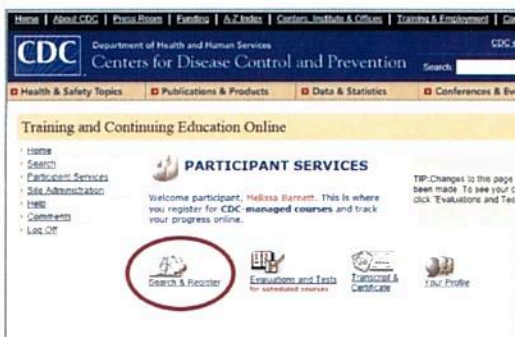 Home | About CDC | Press Room | Funding | A-Z Index | Centers, Institute & Offices | Training & Employment |
CDC
Department of Health and Human Services
Centers for Disease Control and Prevention
CDC
Search:
Health & Safety Topics
Publications & Products
Data & Statistics
Conferences &
Training and Continuing Education Online
Home
Search
Participant Services
Site Administration
Help
Comments
Log Off
PARTICIPANT SERVICES
Welcome participant, Melissa Barnett. This is where
you register for CDC-managed courses and track
your progress online.
TIP:Changes to this page
been made. To see your
click "Evaluations and
Search & Register
Evaluations and Tests
for scheduled courses
Transcript &
Certificate
Your Profile